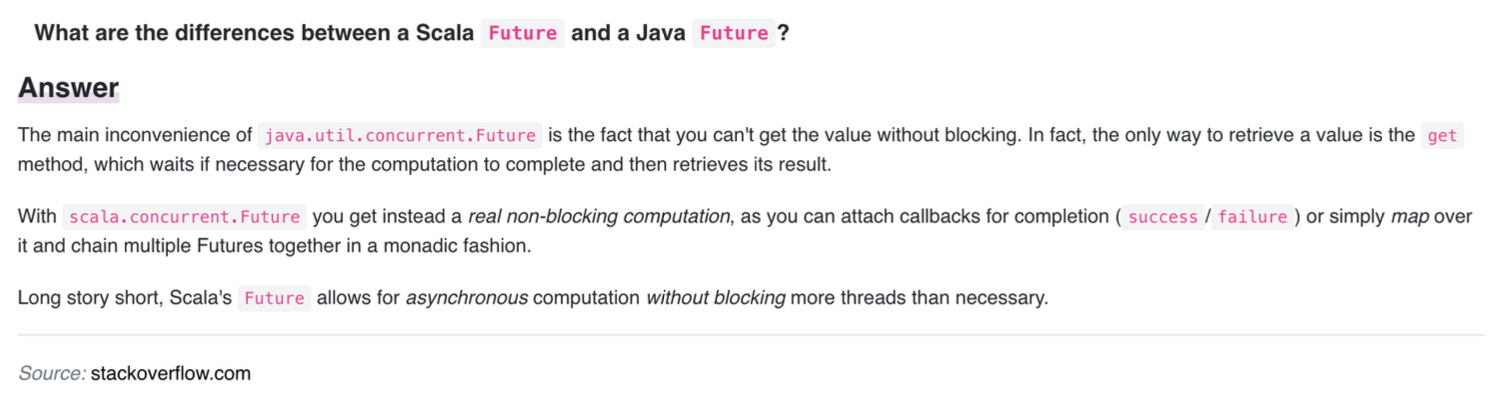 What are the differences between a Scala Future and a Java Future?
Answer
The main inconvenience of java.util.concurrent.Future is the fact that you can't get the value without blocking. In fact, the only way to retrieve a value is the get
method, which waits if necessary for the computation to complete and then retrieves its result.
With scala.concurrent.Future you get instead a real non-blocking computation, as you can attach callbacks for completion (success/failure) or simply map over
it and chain multiple Futures together in a monadic fashion.
Long story short, Scala's Future allows for asynchronous computation without blocking more threads than necessary.
Source: stackoverflow.com